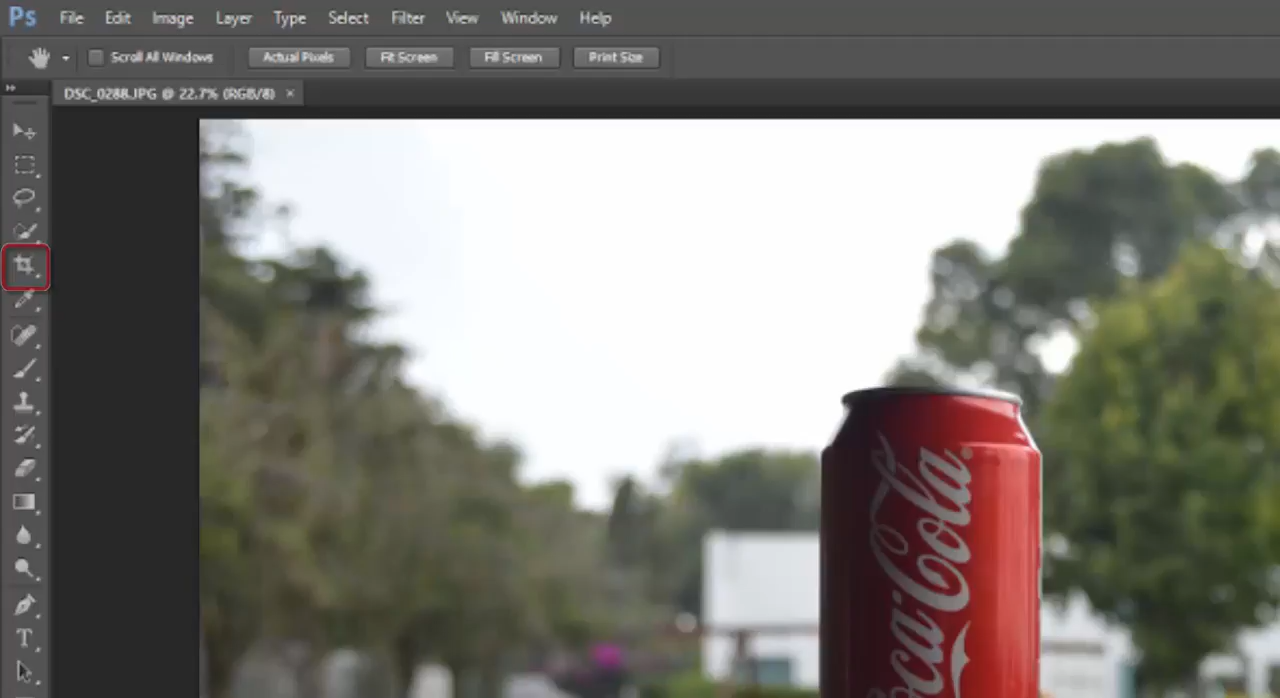 Ps File Edit Image Layer Type Select Filter View Window Help
Scroll All Windows Actual Pixels Fit Screen Fill Screen Print Size
DSC_0288.JPG @ 22.7% (RGB/8) ×
Coca-Cola
T